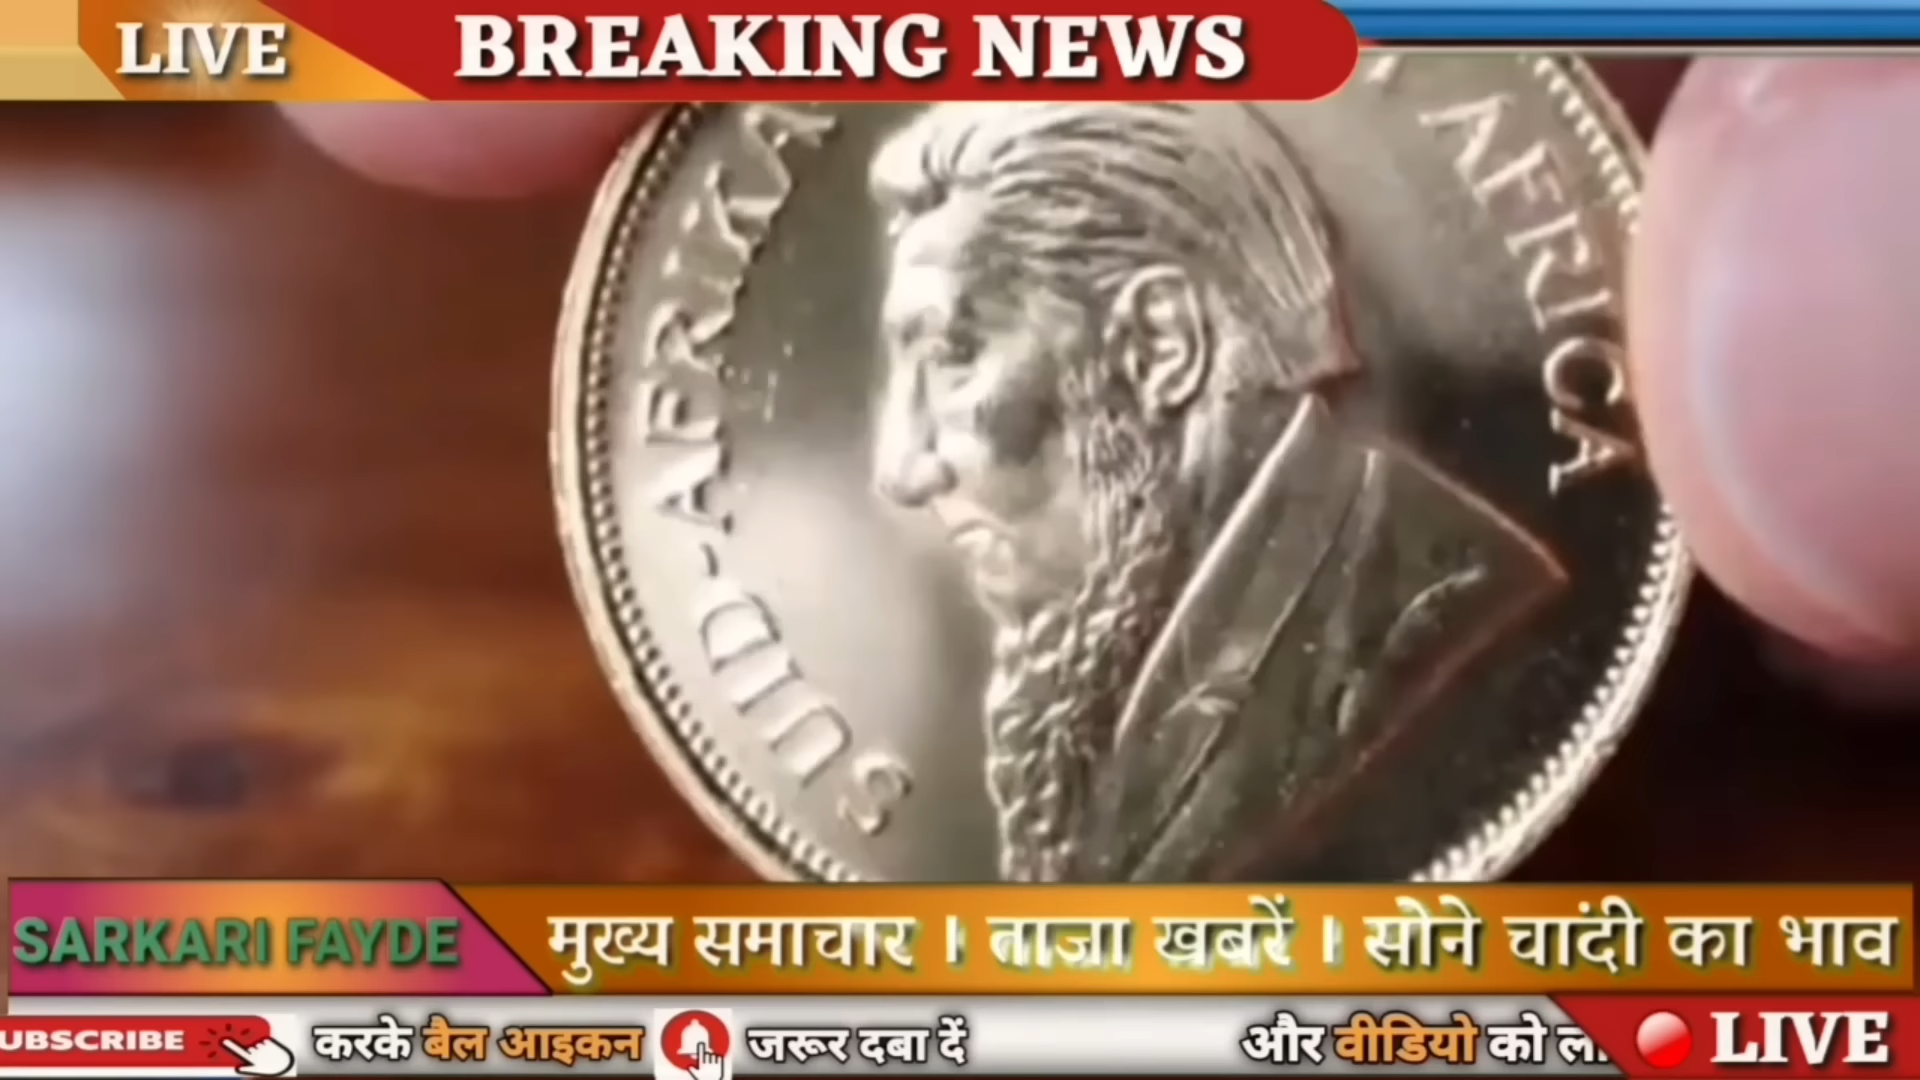 LIVE
BREAKING NEWS
SUID-AFRIKA
AFRICA
SARKARI FAYDE
मुख्य समाचार । ताजा खबरें । सोने चांदी का भाव
UBSCRIBE करके बैल आइकन जरूर दबा दें और वीडियो को
LIVE